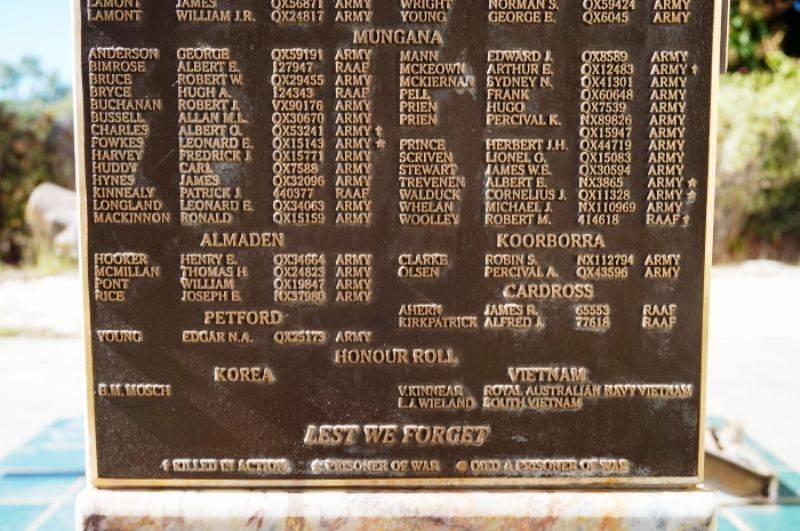 LAMONT JAMES QX56871 ARMY WRIGHT NORMAN S. QX59424 ARMY
LAMONT WILLIAM J.R. QX24817 ARMY YOUNG GEORGE E. QX6045 ARMY
MUNGANA
ANDERSON GEORGE QX59191 ARMY MANN EDWARD J. QX8589 ARMY
BIMROSE ALBERT E. 127947 RAAF MCKEOWN ARTHUR E. QX12483 ARMY †
BRUCE ROBERT W. QX29455 ARMY MCKIERNAN SYDNEY N. QX41301 ARMY
BRYCE HUGH A. 124343 RAAF PELL FRANK QX60648 ARMY
BUCHANAN ROBERT J. VX90176 ARMY PRIEN HUGO QX7539 ARMY
BUSSELL ALLAN M.L. QX30670 ARMY PRIEN PERCIVAL K. NX89826 ARMY
CHARLES ALBERT G. QX53241 ARMY † QX15947 ARMY
FOWKES LEONARD E. QX15143 ARMY * PRINCE HERBERT J.H. QX44719 ARMY
HARVEY FREDRICK J. QX15771 ARMY SCRIVEN LIONEL G. QX15083 ARMY
HUDDY CARL QX7588 ARMY STEWART JAMES W.E. QX30594 ARMY
HYNES JAMES QX32096 ARMY TREVENEN ALBERT E. NX3865 ARMY *
KINNEALY PATRICK J. 440377 RAAF WALDUCK CORNELIUS J. QX11328 ARMY *
LONGLAND LEONARD E. QX34063 ARMY WHELAN MICHAEL J. NX110969 ARMY
MACKINNON RONALD QX15159 ARMY WOOLLEY ROBERT M. 414618 RAAF †
ALMADEN KOORBORRA
HOOKER HENRY E. QX34664 ARMY CLARKE ROBIN S. NX112794 ARMY
MCMILLAN THOMAS H QX24823 ARMY OLSEN PERCIVAL A. QX43596 ARMY
PONT WILLIAM QX19847 ARMY
RICE JOSEPH B. NX37980 ARMY CARDROSS
PETFORD AHERN JAMES R. 65553 RAAF
KIRKPATRICK ALFRED J. 77618 RAAF
YOUNG EDGAR N.A. QX25173 ARMY
HONOUR ROLL
KOREA VIETNAM
B.M. MOSCH V.KINNEAR ROYAL AUSTRALIAN NAVY VIETNAM
L.J.WIELAND SOUTH VIETNAM
LEST WE FORGET
† KILLED IN ACTION * PRISONER OF WAR ● DIED A PRISONER OF WAR